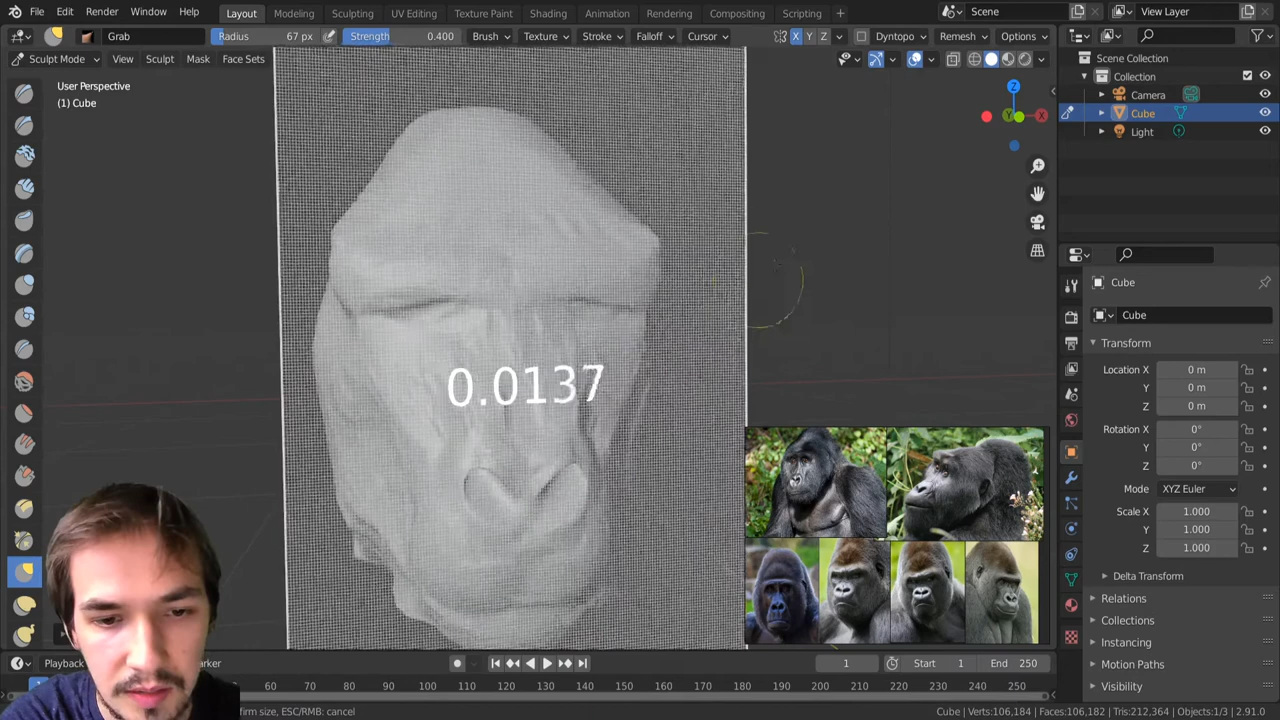 File Edit Render Window Help
Layout Modeling Sculpting UV Editing Texture Paint Shading Animation Rendering Compositing Scripting
Scene
View Layer
Grab
Radius 67 px
Strength 0.400
Brush Texture Stroke Falloff Cursor
X Y Z
Dyntopo Remesh Options
Sculpt Mode View Sculpt Mask Face Sets
User Perspective
(1) Cube
0.0137
Z
X
Y
Scene Collection
Collection
Camera
Cube
Light
Cube
Cube
Transform
Location X 0 m
Y 0 m
Z 0 m
Rotation X 0°
Y 0°
Z 0°
Mode XYZ Euler
Scale X 1.000
Y 1.000
Z 1.000
Delta Transform
Relations
Collections
Instancing
Motion Paths
Visibility
Playback
Marker
1
Start 1
End 250
60 70 80 90 100 110 120 130 140 150 160 170 180 190 200 210 220 230 240 250
firm size, ESC/RMB: cancel
Cube | Verts:106,184 | Faces:106,182 | Tris:212,364 | Objects:1/3 | 2.91.0